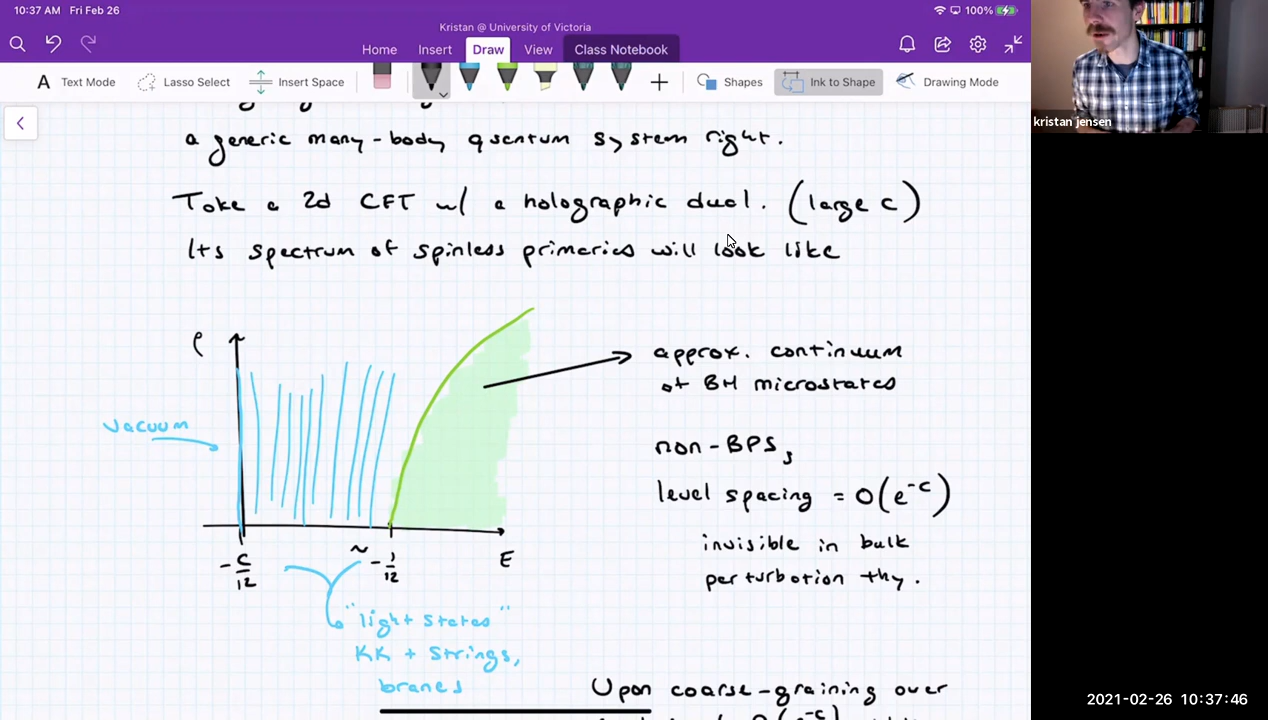 10:37 AM Fri Feb 26
100%
Kristan @ University of Victoria
Home Insert Draw View Class Notebook
A Text Mode Lasso Select Insert Space Shapes Ink to Shape Drawing Mode
kristan jensen
a generic many-body quantum system right.
Take a 2d CFT w/ a holographic dual. (large c)
Its spectrum of spinless primaries will look like
ρ
approx. continuum
of BH microstates
vacuum
non-BPS,
level spacing = O(e^-c)
invisible in bulk
perturbation thy.
-c/12
~ -1/12
E
"light states"
KK + strings,
branes
Upon coarse-graining over
O(e^-c)
2021-02-26 10:37:46